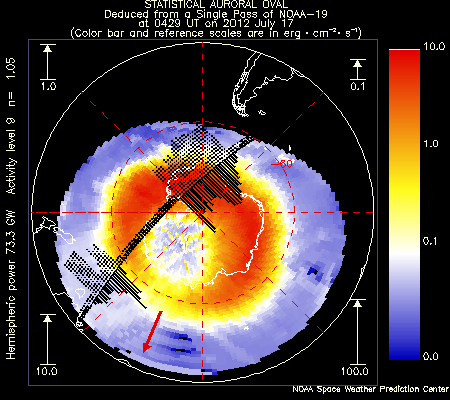 STATISTICAL AURORAL OVAL
Deduced from a Single Pass of NOAA-19
at 0429 UT on 2012 July 17
(Color bar and reference scales are in erg · cm⁻² · s⁻¹)
1.0
0.1
10.0
1.0
0.1
0.0
-60
Hemispheric power 73.3 GW Activity level 9 n= 1.05
10.0
100.0
NOAA Space Weather Prediction Center